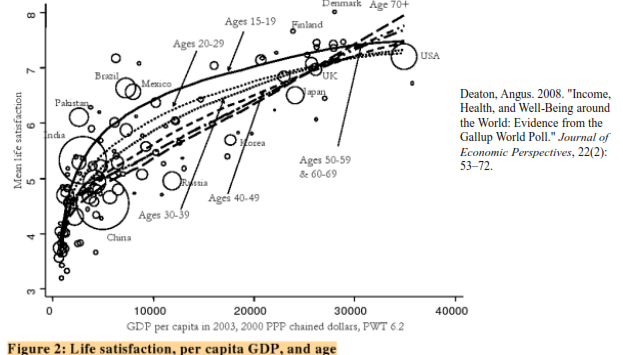 Denmark
Age 70+
Ages 15-19
Finland
Ages 20-29
USA
Brazil
Mexico
UK
Japan
Pakistan
India
Korea
Ages 50-59
& 60-69
Russia
Ages 40-49
Ages 30-39
China
Mean life satisfaction
8
7
6
5
4
3
0
10000
20000
30000
40000
GDP per capita in 2003, 2000 PPP chained dollars, PWT 6.2
Figure 2: Life satisfaction, per capita GDP, and age
Deaton, Angus. 2008. "Income,
Health, and Well-Being around
the World: Evidence from the
Gallup World Poll." Journal of
Economic Perspectives, 22(2):
53–72.